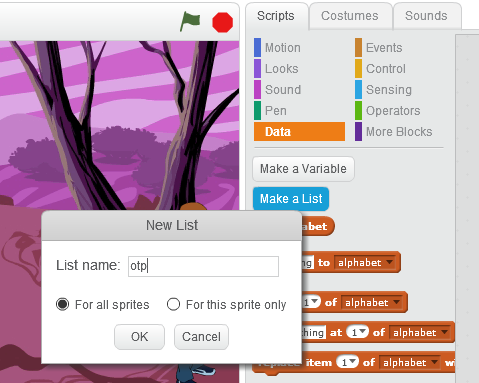 Scripts Costumes Sounds
Motion Events
Looks Control
Sound Sensing
Pen Operators
Data More Blocks
Make a Variable
Make a List
New List
List name: otp
For all sprites For this sprite only
OK Cancel
to alphabet
1 of alphabet
at 1 of alphabet
replace item 1 of alphabet